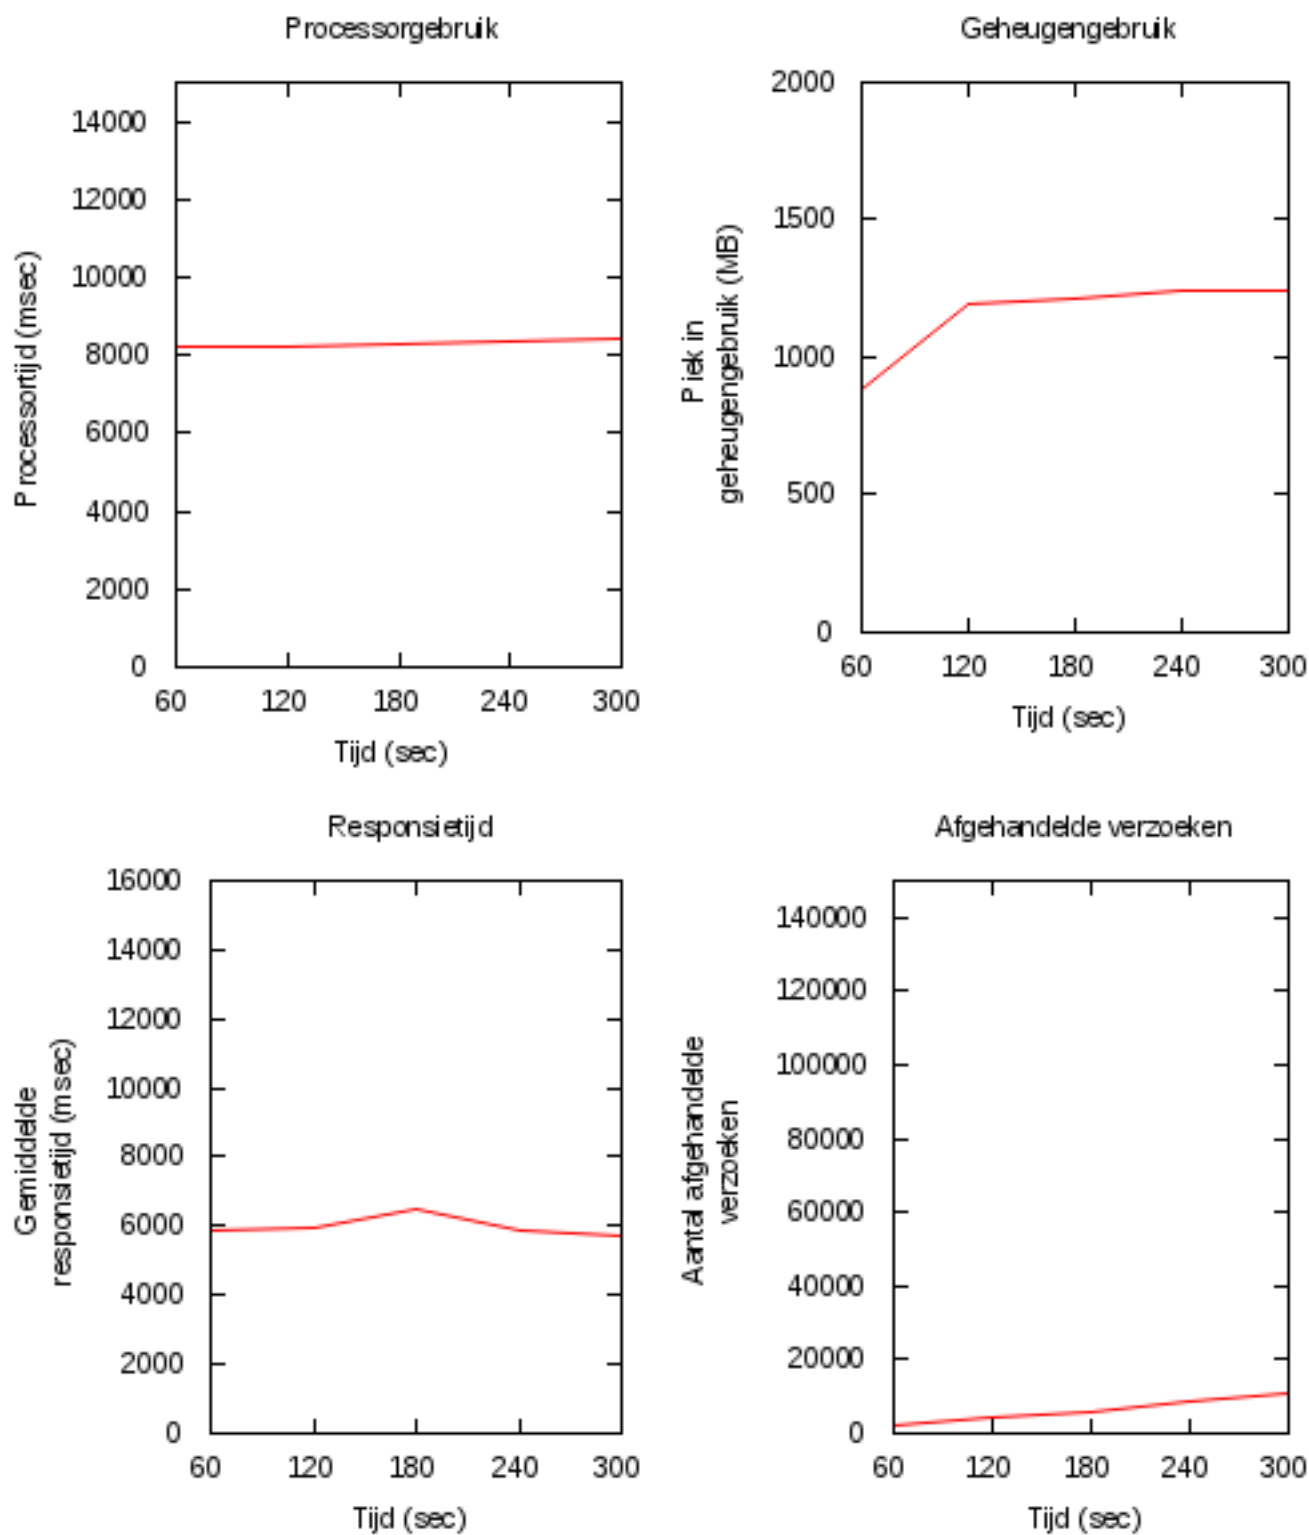 Processorgebruik
14000
12000
10000
8000
6000
4000
2000
0
60 120 180 240 300
Processortijd (msec)
Tijd (sec)
Geheugengebruik
2000
1500
1000
500
0
60 120 180 240 300
Piek in
geheugengebruik (MB)
Tijd (sec)
Responsietijd
16000
14000
12000
10000
8000
6000
4000
2000
0
60 120 180 240 300
Gemiddelde
responsietijd (msec)
Tijd (sec)
Afgehandelde verzoeken
140000
120000
100000
80000
60000
40000
20000
0
60 120 180 240 300
Aantal afgehandelde
verzoeken
Tijd (sec)